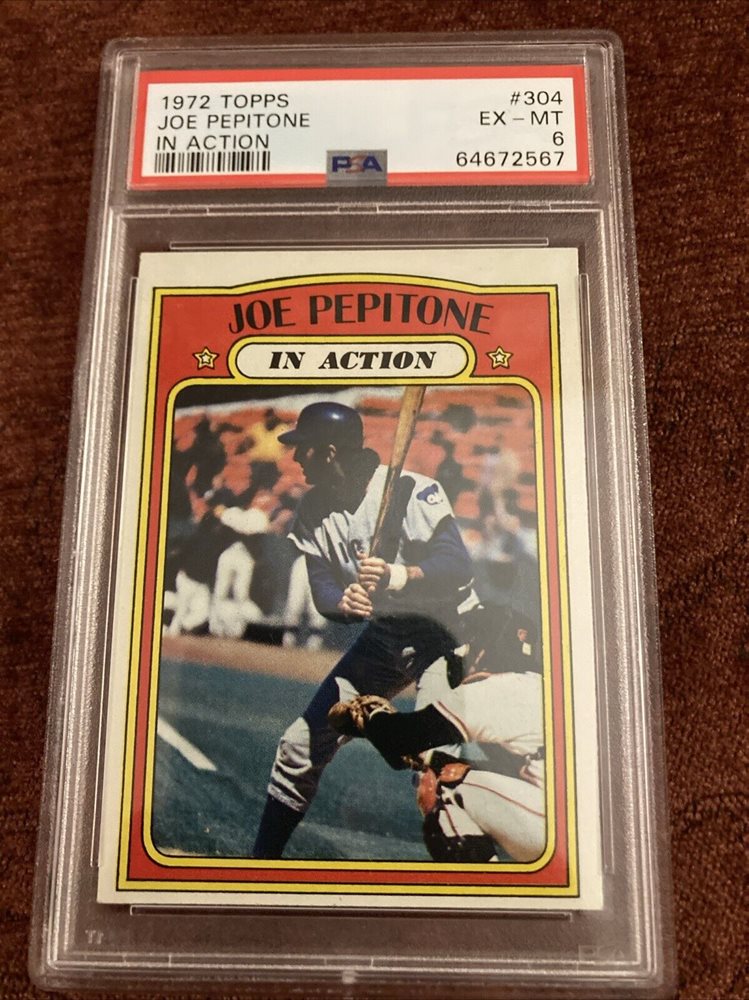 1972 TOPPS #304
JOE PEPITONE EX - MT
IN ACTION 6
PSA 64672567
JOE PEPITONE
IN ACTION